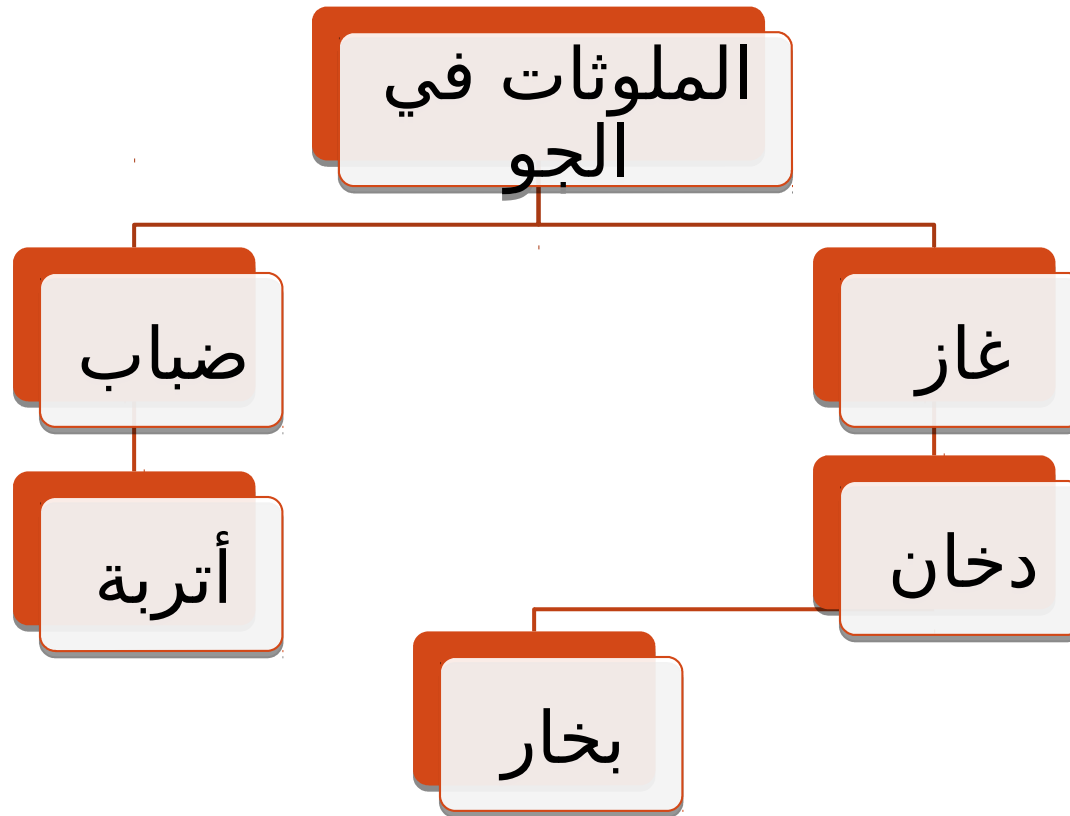 الملوثات في
الجو
غاز
ضباب
دخان
أتربة
بخار